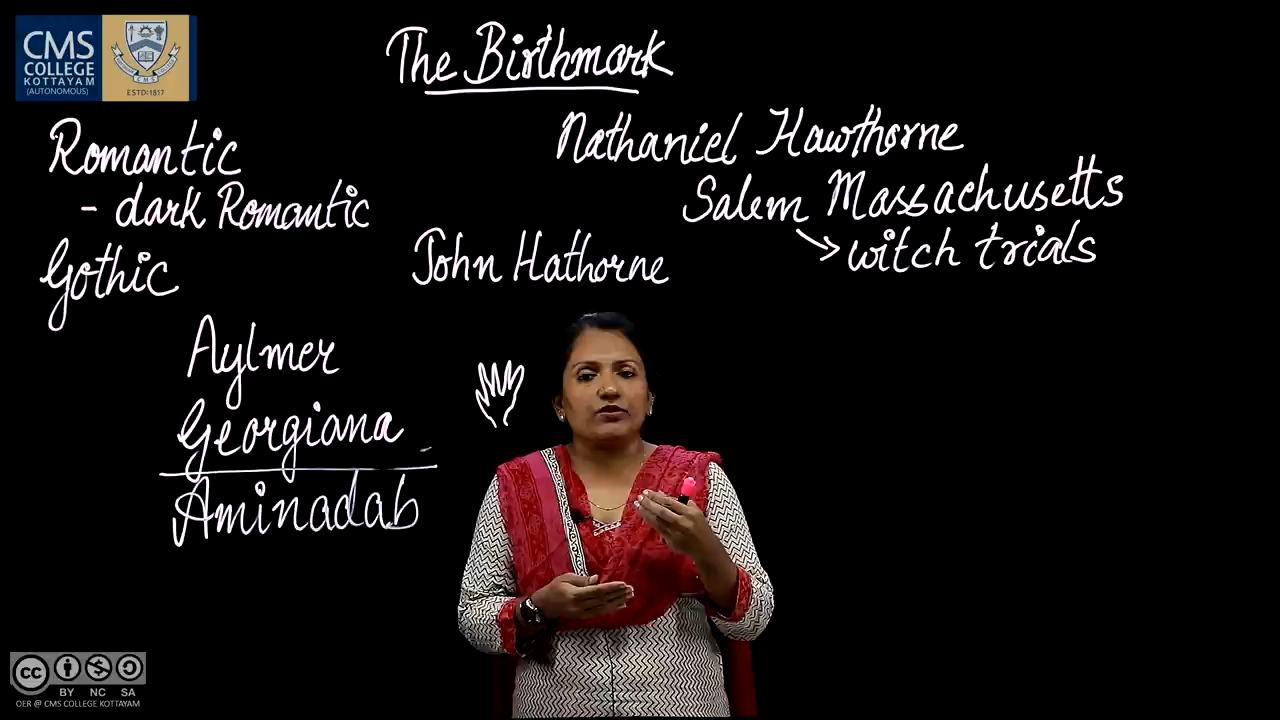 CMS
COLLEGE
KOTTAYAM
(AUTONOMOUS)
ESTD:1817
The Birthmark
Nathaniel Hawthorne
Salem Massachusetts
witch trials
Romantic
- dark Romantic
Gothic
John Hathorne
Aylmer
Georgiana
Aminadab
CC BY NC SA
OER @ CMS COLLEGE KOTTAYAM